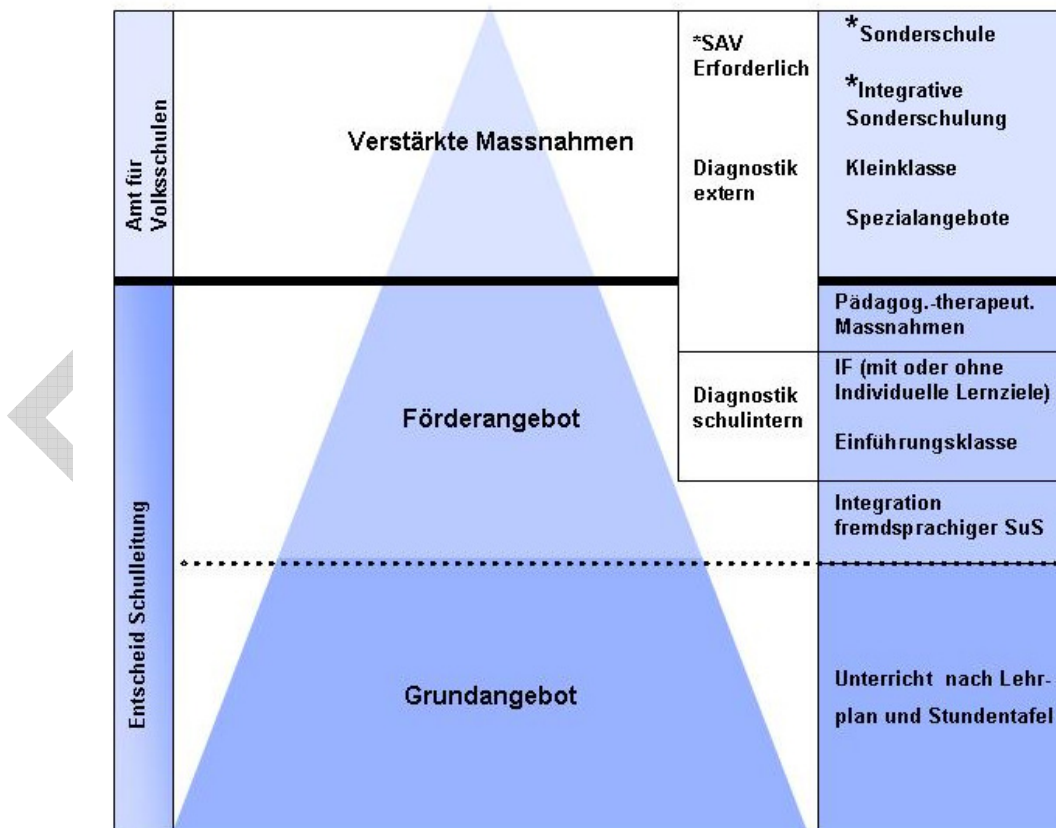 Amt für
Volksschulen
Verstärkte Massnahmen
*SAV
Erforderlich
Diagnostik
extern
*Sonderschule
*Integrative
Sonderschulung
Kleinklasse
Spezialangebote
Entscheid Schulleitung
Förderangebot
Diagnostik
schulintern
Pädagog.-therapeut.
Massnahmen
IF (mit oder ohne
Individuelle Lernziele)
Einführungsklasse
Integration
fremdsprachiger SuS
Grundangebot
Unterricht nach Lehr-
plan und Stundentafel